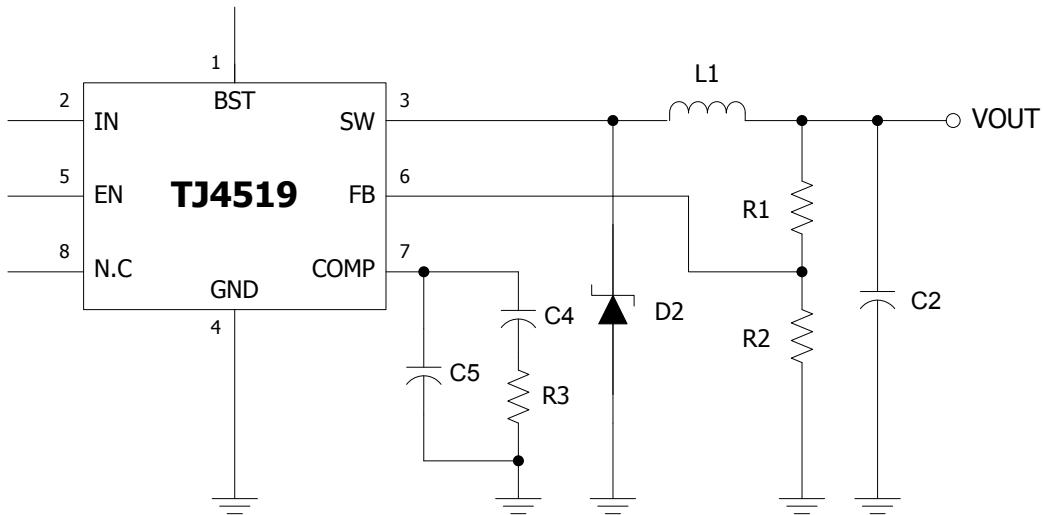 1
BST
2
IN
3
SW
L1
VOUT
5
EN
TJ4519
6
FB
R1
8
N.C
7
COMP
GND
4
C4
C5
R3
D2
R2
C2